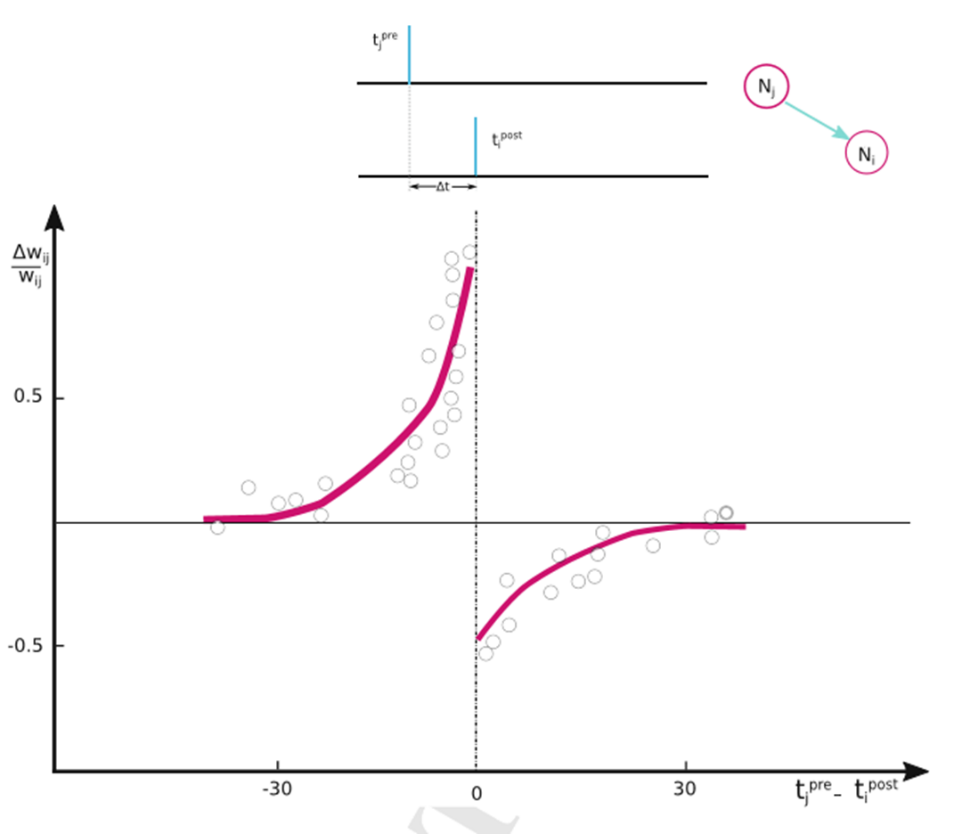 t_j^pre
N_j
t_i^post
N_i
Δt
Δw_ij
w_ij
0.5
-0.5
-30
0
30
t_j^pre - t_i^post